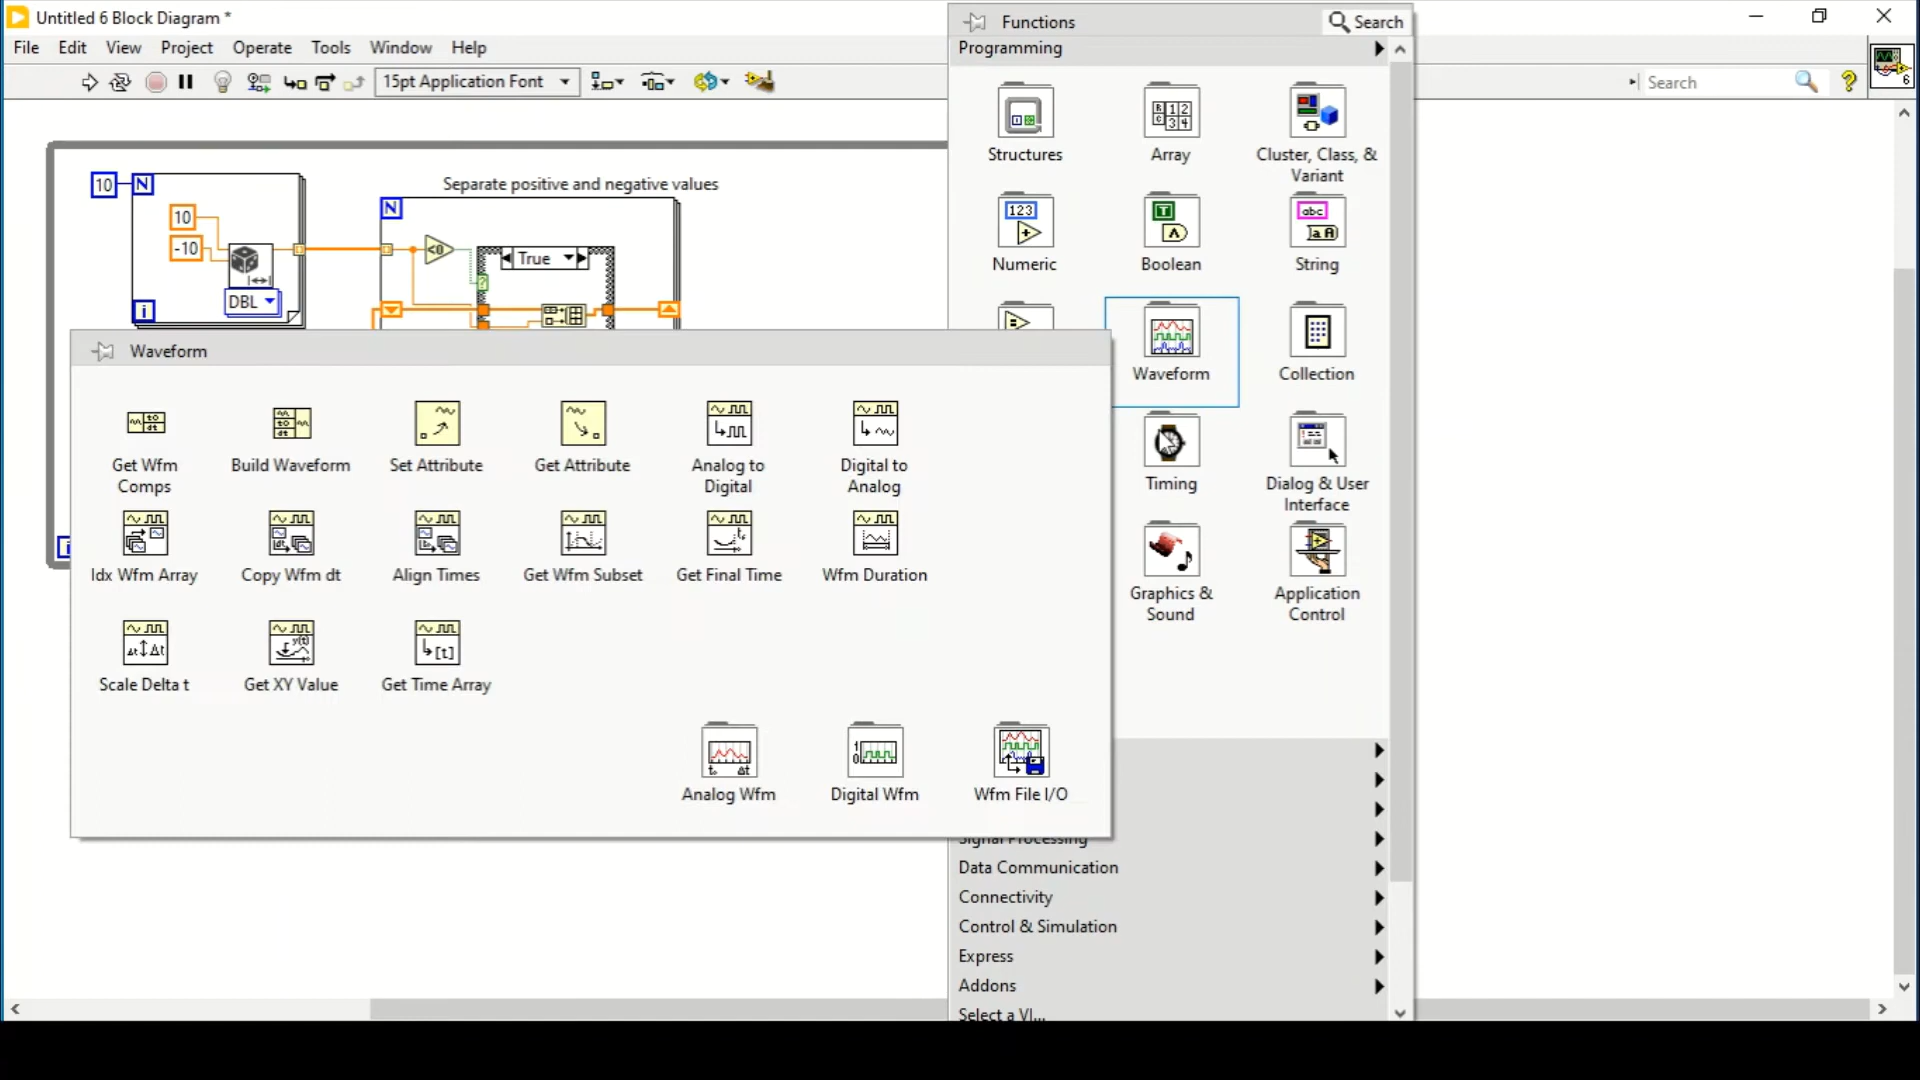 Untitled 6 Block Diagram *
File Edit View Project Operate Tools Window Help
15pt Application Font
Search
6
Functions
Search
Programming
Structures
Array
Cluster, Class, &
Variant
Numeric
Boolean
String
Waveform
Collection
Timing
Dialog & User
Interface
Graphics &
Sound
Application
Control
Signal Processing
Data Communication
Connectivity
Control & Simulation
Express
Addons
Select a VI...
10
N
10
-10
DBL
i
Separate positive and negative values
N
<0
True
?
i
Waveform
Get Wfm
Comps
Build Waveform
Set Attribute
Get Attribute
Analog to
Digital
Digital to
Analog
Idx Wfm Array
Copy Wfm dt
Align Times
Get Wfm Subset
Get Final Time
Wfm Duration
Scale Delta t
Get XY Value
Get Time Array
Analog Wfm
Digital Wfm
Wfm File I/O